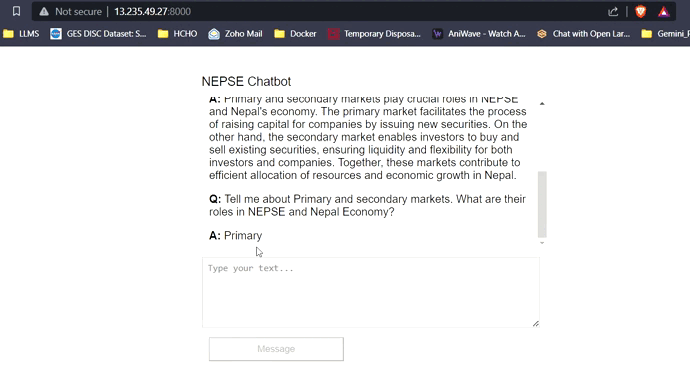 Not secure | 13.235.49.27:8000
LLMS GES DISC Dataset: S... HCHO Zoho Mail Docker Temporary Disposa... AniWave - Watch A... Chat with Open Lar...
NEPSE Chatbot
A: Primary and secondary markets play crucial roles in NEPSE
and Nepal's economy. The primary market facilitates the process
of raising capital for companies by issuing new securities. On the
other hand, the secondary market enables investors to buy and
sell existing securities, ensuring liquidity and flexibility for both
investors and companies. Together, these markets contribute to
efficient allocation of resources and economic growth in Nepal.
Q: Tell me about Primary and secondary markets. What are their
roles in NEPSE and Nepal Economy?
A: Primary
Type your text...
Message